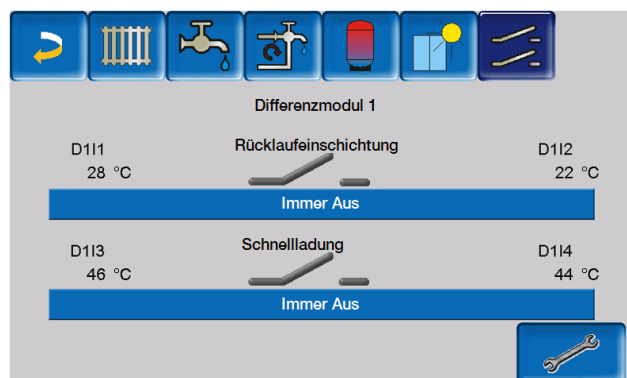 Differenzmodul 1
D1I1 Rücklaufeinschichtung D1I2
28 °C 22 °C
Immer Aus
D1I3 Schnellladung D1I4
46 °C 44 °C
Immer Aus